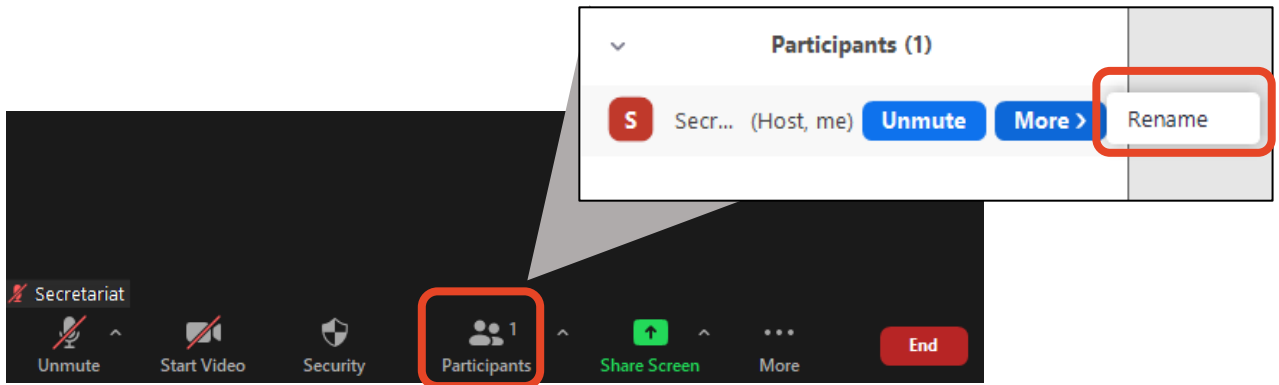 Participants (1)
S Secr... (Host, me) Unmute More > Rename
Secretariat
1
Unmute Start Video Security Participants Share Screen More End